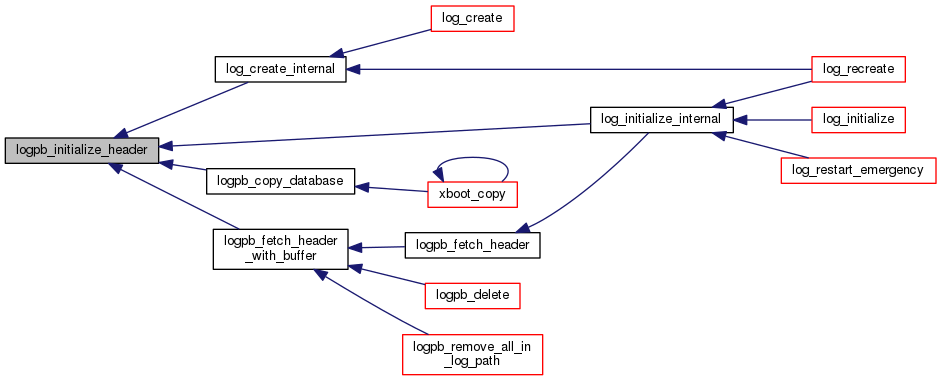 log_create
log_create_internal
log_recreate
log_initialize_internal
log_initialize
logpb_initialize_header
log_restart_emergency
logpb_copy_database
xboot_copy
logpb_fetch_header
_with_buffer
logpb_fetch_header
logpb_delete
logpb_remove_all_in
_log_path